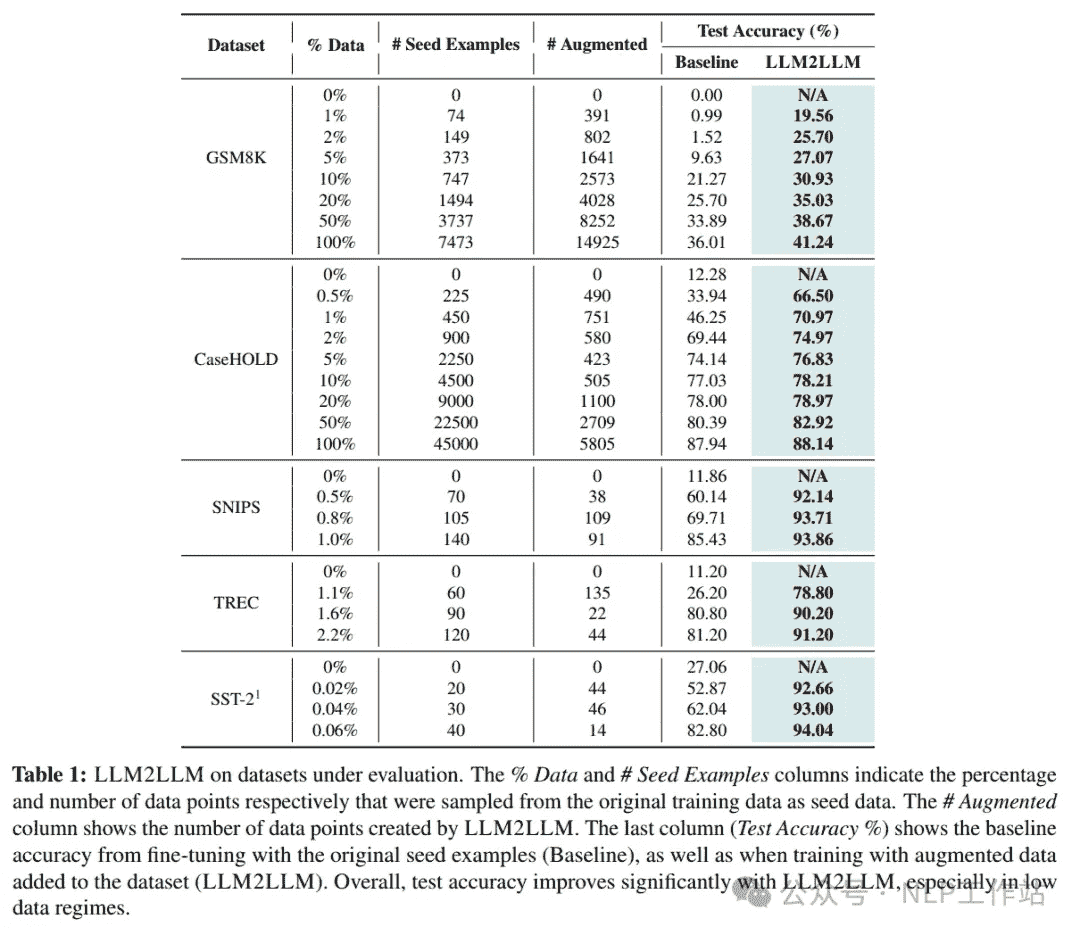 Dataset % Data # Seed Examples # Augmented Test Accuracy (%)
Baseline LLM2LLM
0% 0 0 0.00 N/A
1% 74 391 0.99 19.56
2% 149 802 1.52 25.70
GSM8K 5% 373 1641 9.63 27.07
10% 747 2573 21.27 30.93
20% 1494 4028 25.70 35.03
50% 3737 8252 33.89 38.67
100% 7473 14925 36.01 41.24
0% 0 0 12.28 N/A
0.5% 225 490 33.94 66.50
1% 450 751 46.25 70.97
2% 900 580 69.44 74.97
CaseHOLD 5% 2250 423 74.14 76.83
10% 4500 505 77.03 78.21
20% 9000 1100 78.00 78.97
50% 22500 2709 80.39 82.92
100% 45000 5805 87.94 88.14
0% 0 0 11.86 N/A
SNIPS 0.5% 70 38 60.14 92.14
0.8% 105 109 69.71 93.71
1.0% 140 91 85.43 93.86
0% 0 0 11.20 N/A
TREC 1.1% 60 135 26.20 78.80
1.6% 90 22 80.80 90.20
2.2% 120 44 81.20 91.20
0% 0 0 27.06 N/A
SST-2¹ 0.02% 20 44 52.87 92.66
0.04% 30 46 62.04 93.00
0.06% 40 14 82.80 94.04
Table 1: LLM2LLM on datasets under evaluation. The % Data and # Seed Examples columns indicate the percentage
and number of data points respectively that were sampled from the original training data as seed data. The # Augmented
column shows the number of data points created by LLM2LLM. The last column (Test Accuracy %) shows the baseline
accuracy from fine-tuning with the original seed examples (Baseline), as well as when training with augmented data
added to the dataset (LLM2LLM). Overall, test accuracy improves significantly with LLM2LLM, especially in low
data regimes.
公众号 · NLP工作站